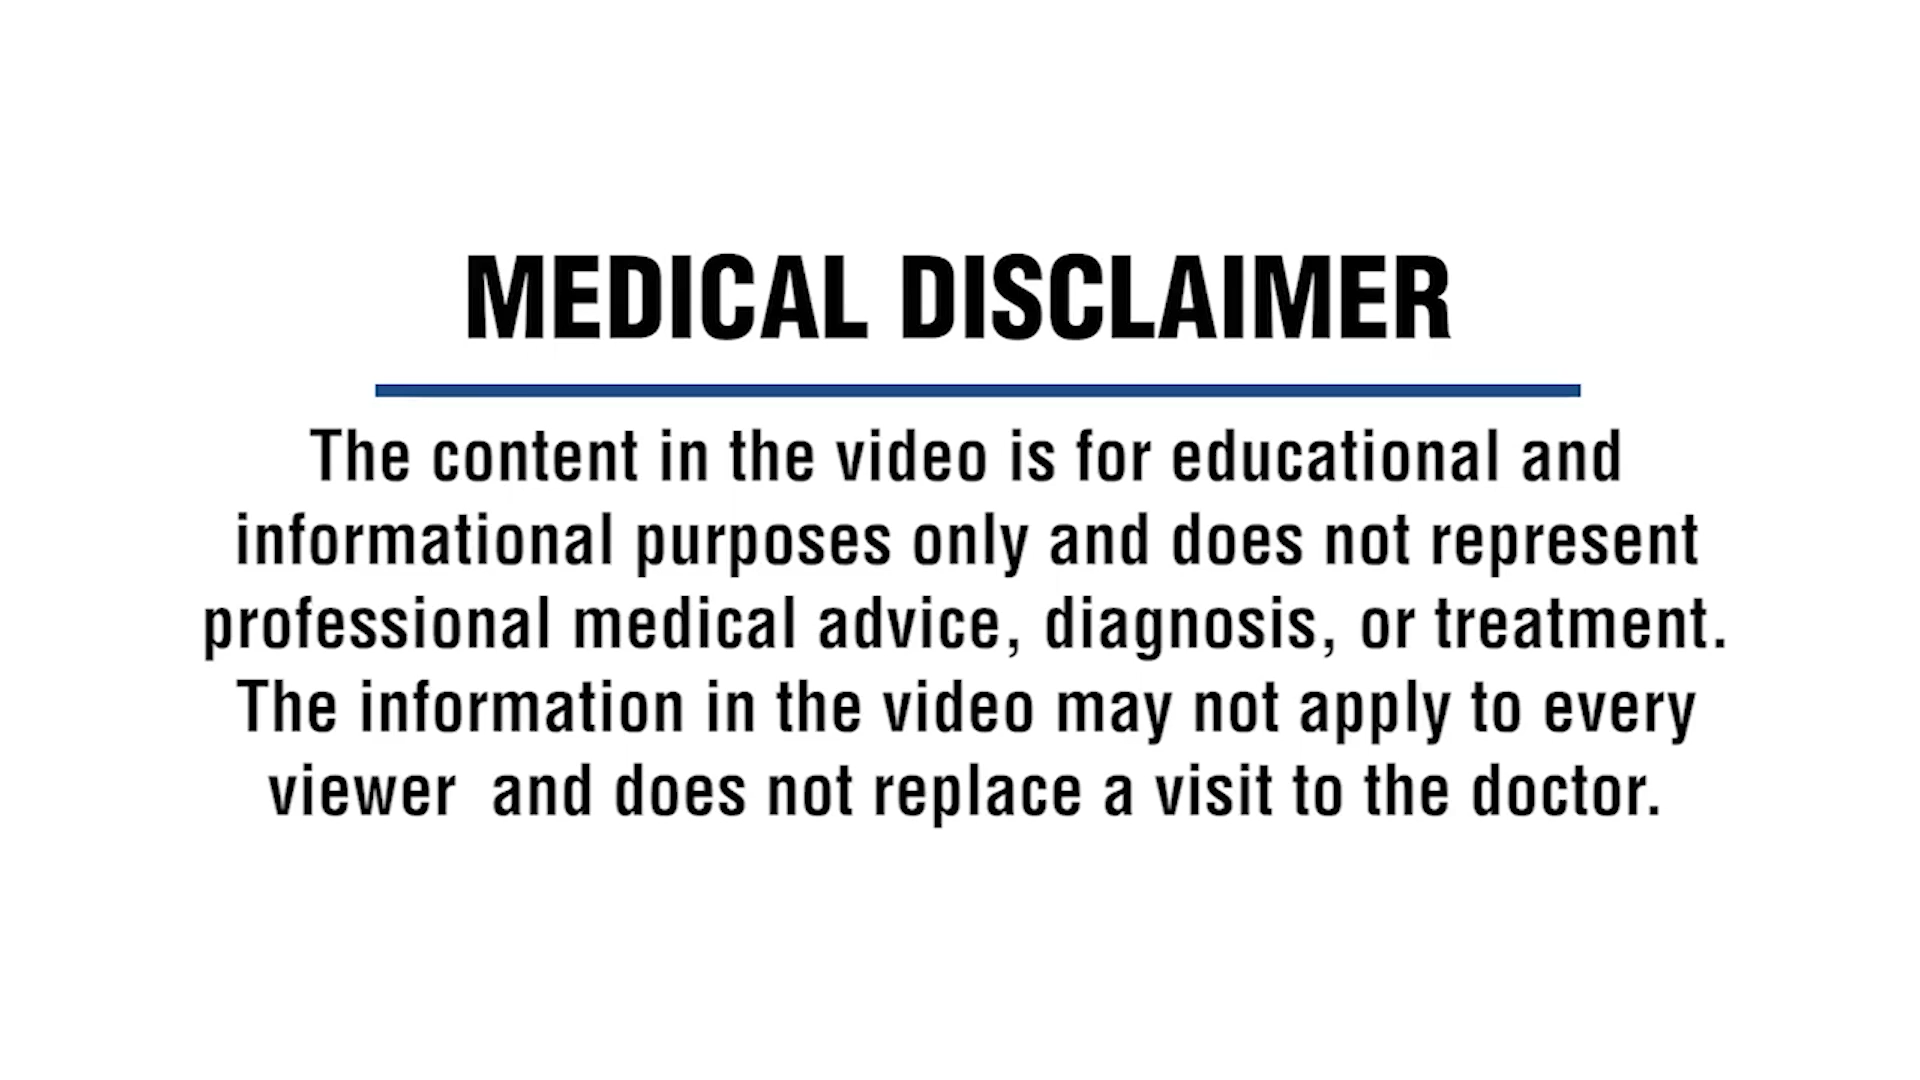 MEDICAL DISCLAIMER
The content in the video is for educational and
informational purposes only and does not represent
professional medical advice, diagnosis, or treatment.
The information in the video may not apply to every
viewer  and does not replace a visit to the doctor.